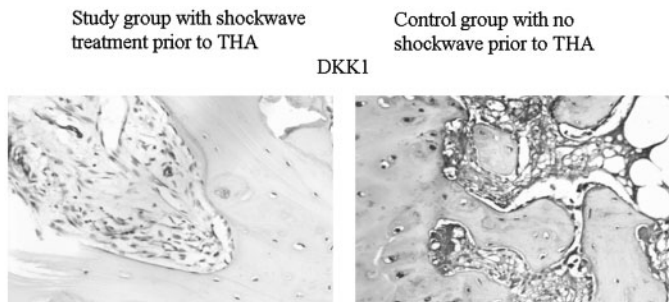 Study group with shockwave
treatment prior to THA
Control group with no
shockwave prior to THA
DKK1